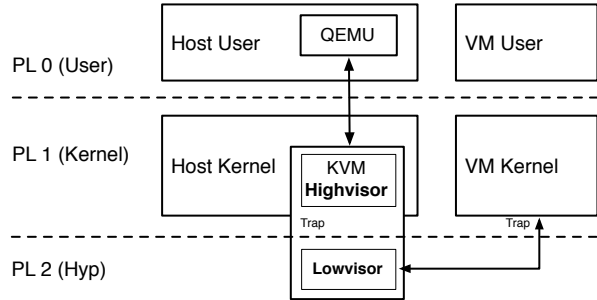 Host User
QEMU
VM User
PL 0 (User)
PL 1 (Kernel)
Host Kernel
KVM
Highvisor
VM Kernel
Trap
Trap
PL 2 (Hyp)
Lowvisor